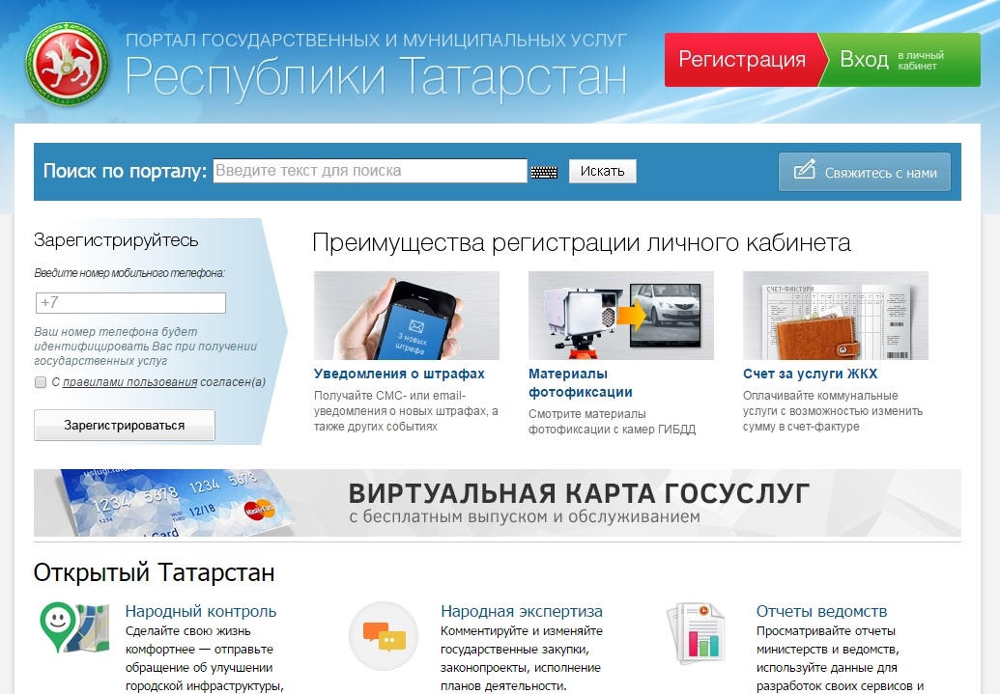 ПОРТАЛ ГОСУДАРСТВЕННЫХ И МУНИЦИПАЛЬНЫХ УСЛУГ
Республики Татарстан
Регистрация
Вход
в личный
кабинет
Поиск по порталу:
Введите текст для поиска
Искать
Свяжитесь с нами
Зарегистрируйтесь
Введите номер мобильного телефона:
+7
Ваш номер телефона будет
идентифицировать Вас при получении
государственных услуг
С правилами пользования согласен(а)
Зарегистрироваться
Преимущества регистрации личного кабинета
3 новых
штрафа
Уведомления о штрафах
Получайте СМС- или email-
уведомления о новых штрафах, а
также других событиях
Материалы
фотофиксации
Смотрите материалы
фотофиксации с камер ГИБДД
СЧЕТ-ФАКТУРА
Счет за услуги ЖКХ
Оплачивайте коммунальные
услуги с возможностью изменить
сумму в счет-фактуре
1234 5678 1234 5
1234
12/18
MasterCard
Card
ВИРТУАЛЬНАЯ КАРТА ГОСУСЛУГ
с бесплатным выпуском и обслуживанием
Открытый Татарстан
Народный контроль
Сделайте свою жизнь
комфортнее — отправьте
обращение об улучшении
городской инфраструктуры,
Народная экспертиза
Комментируйте и изменяйте
государственные закупки,
законопроекты, исполнение
планов деятельности.
Отчеты ведомств
Просматривайте отчеты
министерств и ведомств,
используйте данные для
разработок своих сервисов и